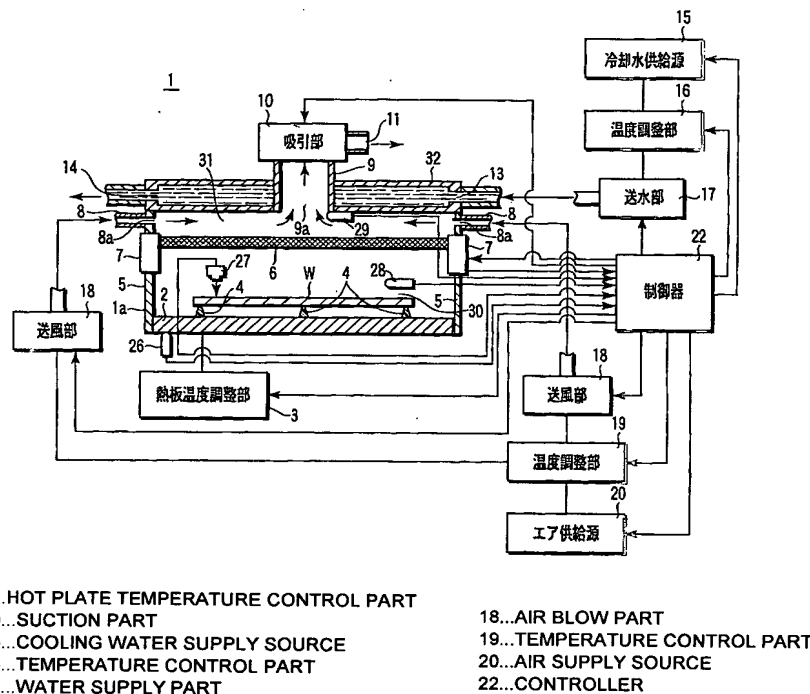 15
冷却水供給源
1
16
10
11
温度調整部
吸引部
14
31
9
32
13
送水部
17
8
8
8a
9a
29
8a
22
7
6
7
27
W
4
28
制御器
5
4
5
18
1a
2
30
送風部
26
18
熱板温度調整部
送風部
3
19
温度調整部
20
エア供給源
..HOT PLATE TEMPERATURE CONTROL PART
...SUCTION PART
...COOLING WATER SUPPLY SOURCE
...TEMPERATURE CONTROL PART
...WATER SUPPLY PART
18...AIR BLOW PART
19...TEMPERATURE CONTROL PART
20...AIR SUPPLY SOURCE
22...CONTROLLER